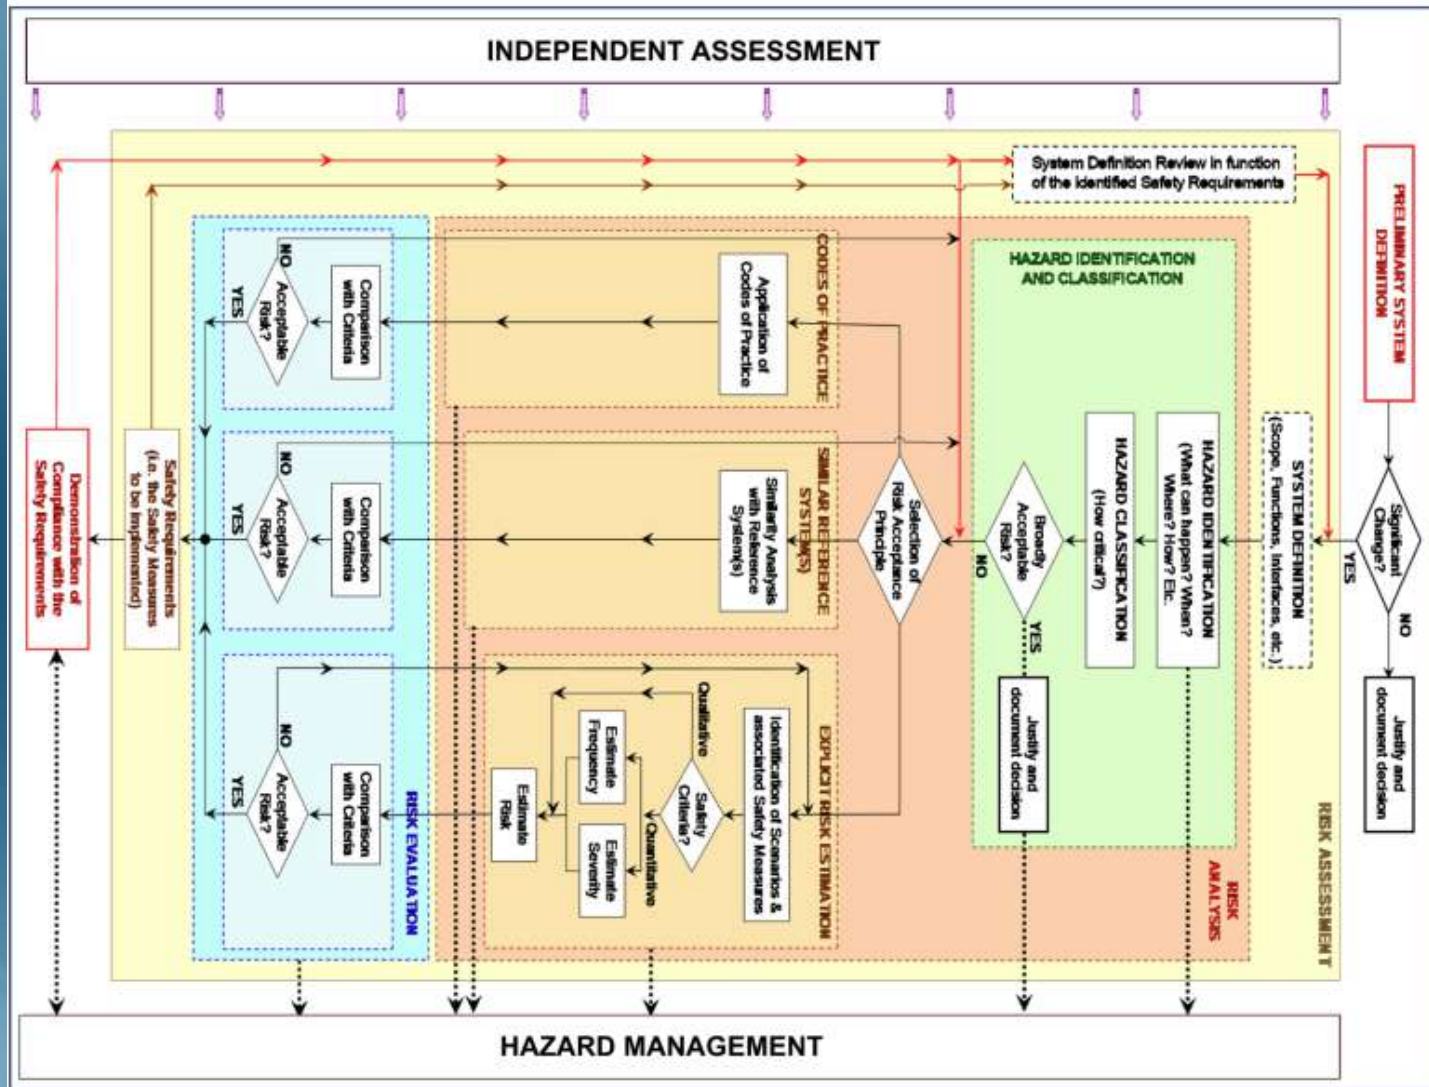 INDEPENDENT ASSESSMENT
PRELIMINARY SYSTEM
DEFINITION
Significant
Change?
YES
NO
Justify and
document decision
RISK ASSESSMENT
System Definition Review in function
of the identified Safety Requirements
SYSTEM DEFINITION
(Scope, Functions, Interfaces, etc.)
RISK
ANALYSIS
HAZARD IDENTIFICATION
AND CLASSIFICATION
HAZARD IDENTIFICATION
(What can happen? When?
Where? How? Etc.
HAZARD CLASSIFICATION
(How critical?)
Broadly
Acceptable
Risk?
YES
NO
Justify and
document decision
Selection of
Risk Acceptance
Principle
CODES OF PRACTICE
Application of
Codes of Practice
SIMILAR REFERENCE
SYSTEM(S)
Similarity Analysis
with Reference
System(s)
EXPLICIT RISK ESTIMATION
Identification of Scenarios &
associated Safety Measures
Safety
Criteria?
Qualitative
Quantitative
Estimate
Frequency
Estimate
Severity
Estimate
Risk
RISK EVALUATION
Comparison
with Criteria
Acceptable
Risk?
NO
YES
Comparison
with Criteria
Acceptable
Risk?
NO
YES
Comparison
with Criteria
Acceptable
Risk?
NO
YES
Safety Requirements
(i.e. the Safety Measures
to be implemented)
Demonstration of
Compliance with the
Safety Requirements
HAZARD MANAGEMENT